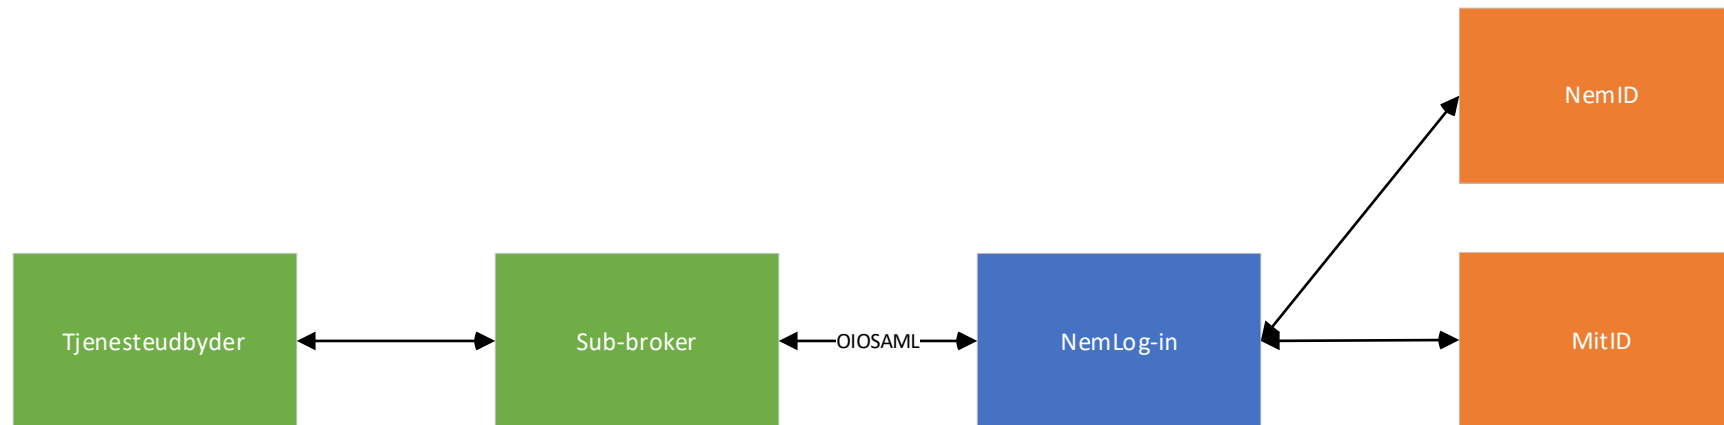 NemID
Tjenesteudbyder
Sub-broker
OIOSAML
NemLog-in
MitID